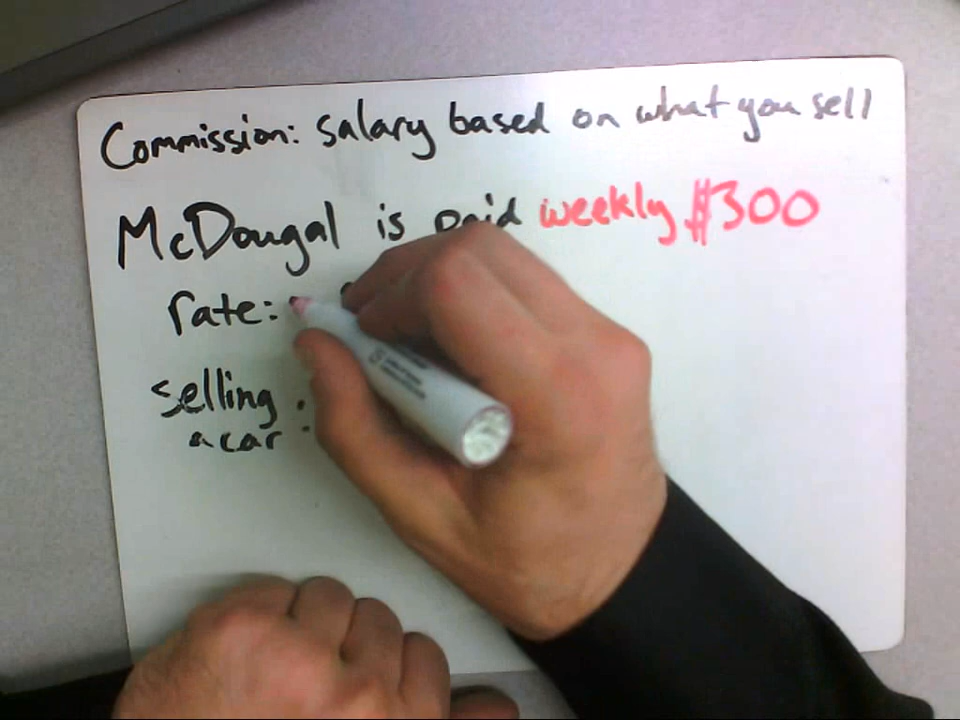 Commission: salary based on what you sell
McDougal is paid weekly $300
rate:
selling :
a car